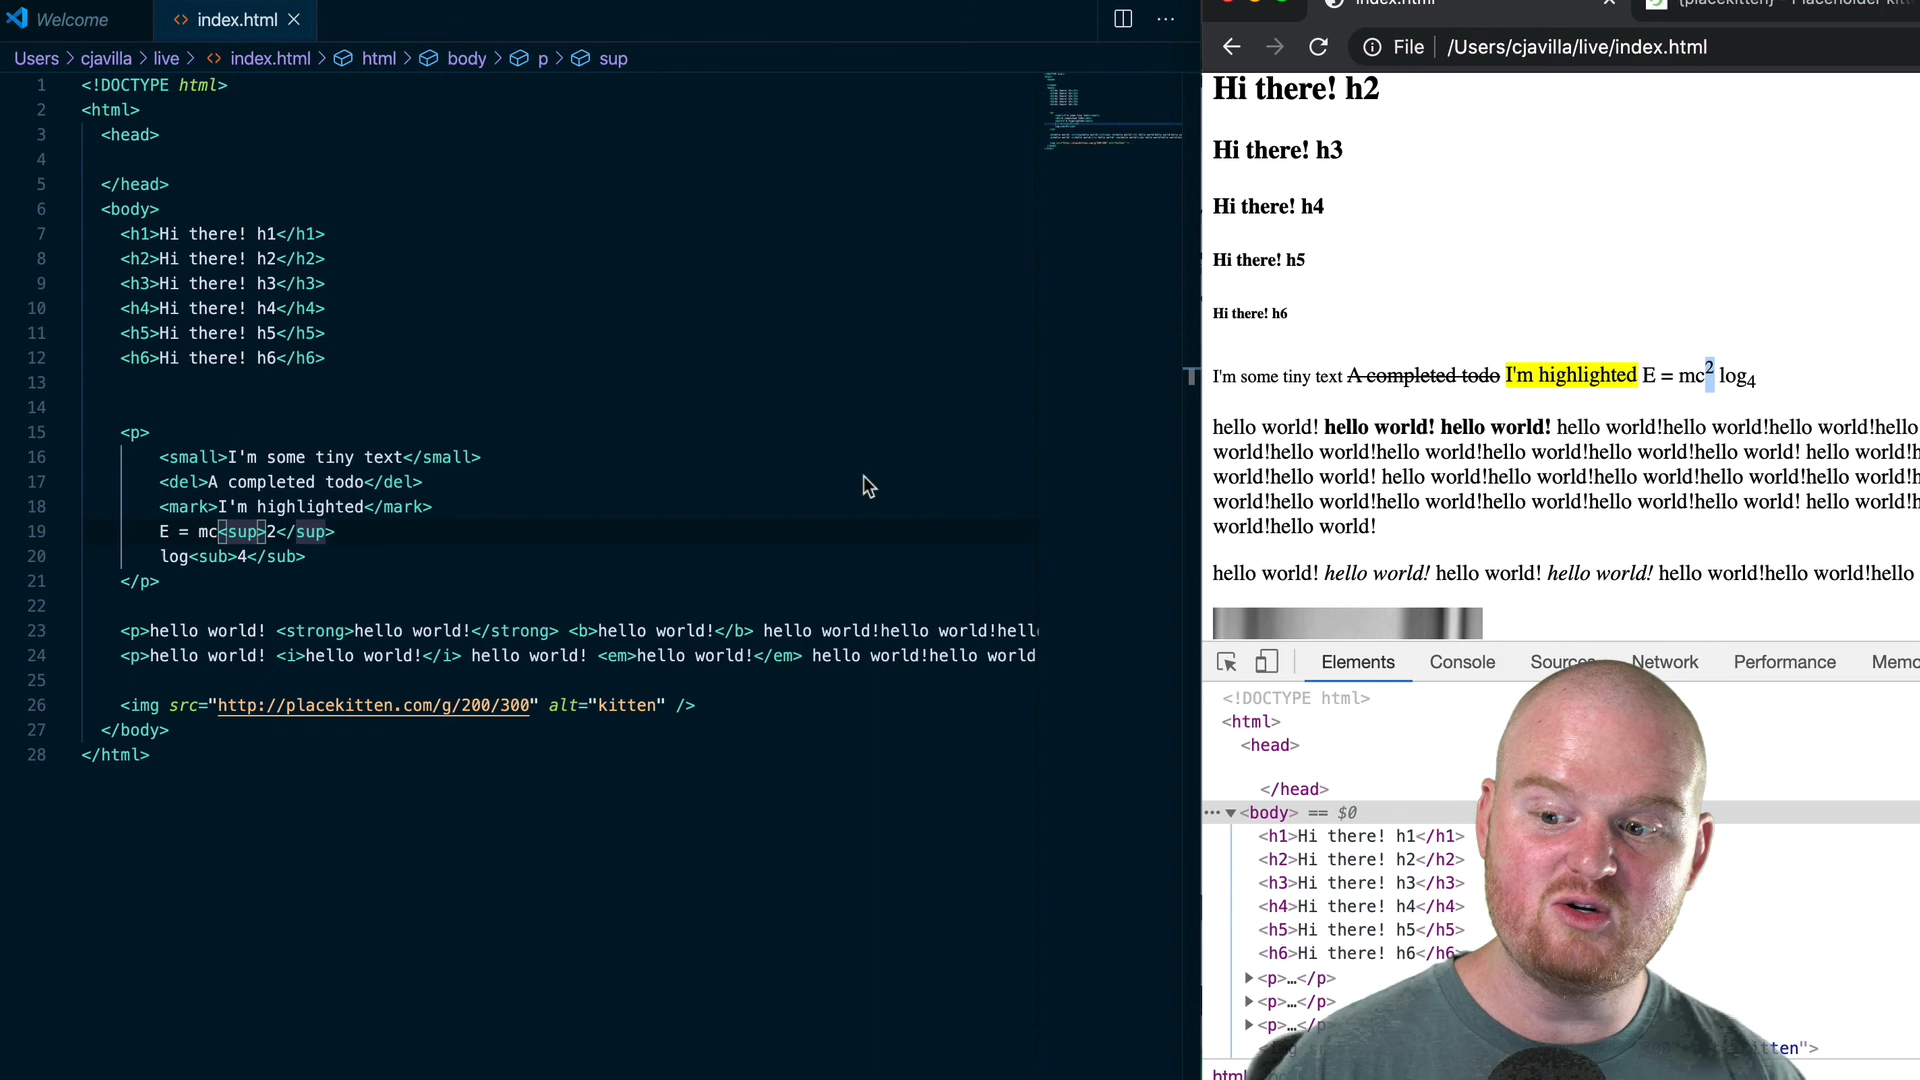 Welcome
<> index.html ×
Users > cjavilla > live > <> index.html > html > body > p > sup
1 <!DOCTYPE html>
2 <html>
3 <head>
4
5 </head>
6 <body>
7 <h1>Hi there! h1</h1>
8 <h2>Hi there! h2</h2>
9 <h3>Hi there! h3</h3>
10 <h4>Hi there! h4</h4>
11 <h5>Hi there! h5</h5>
12 <h6>Hi there! h6</h6>
13
14
15 <p>
16 <small>I'm some tiny text</small>
17 <del>A completed todo</del>
18 <mark>I'm highlighted</mark>
19 E = mc<sup>2</sup>
20 log<sub>4</sub>
21 </p>
22
23 <p>hello world! <strong>hello world!</strong> <b>hello world!</b> hello world!hello world!hell
24 <p>hello world! <i>hello world!</i> hello world! <em>hello world!</em> hello world!hello world
25
26 <img src="http://placekitten.com/g/200/300" alt="kitten" />
27 </body>
28 </html>
index.html
File | /Users/cjavilla/live/index.html
Hi there! h2
Hi there! h3
Hi there! h4
Hi there! h5
Hi there! h6
I'm some tiny text A completed todo I'm highlighted E = mc2 log4
hello world! hello world! hello world! hello world!hello world!hello world!hello
world!hello world!hello world!hello world!hello world! hello world!hello
world!hello world! hello world!hello world!hello world!hello world!hello
world!hello world!hello world!hello world!hello world! hello world!hello
world!hello world!
hello world! hello world! hello world! hello world! hello world!hello world!hello
Elements Console Sources Network Performance
<!DOCTYPE html>
<html>
<head>
</head>
<body> == $0
<h1>Hi there! h1</h1>
<h2>Hi there! h2</h2>
<h3>Hi there! h3</h3>
<h4>Hi there! h4</h4>
<h5>Hi there! h5</h5>
<h6>Hi there! h6</h6>
<p>…</p>
<p>…</p>
<p>…</p>
html